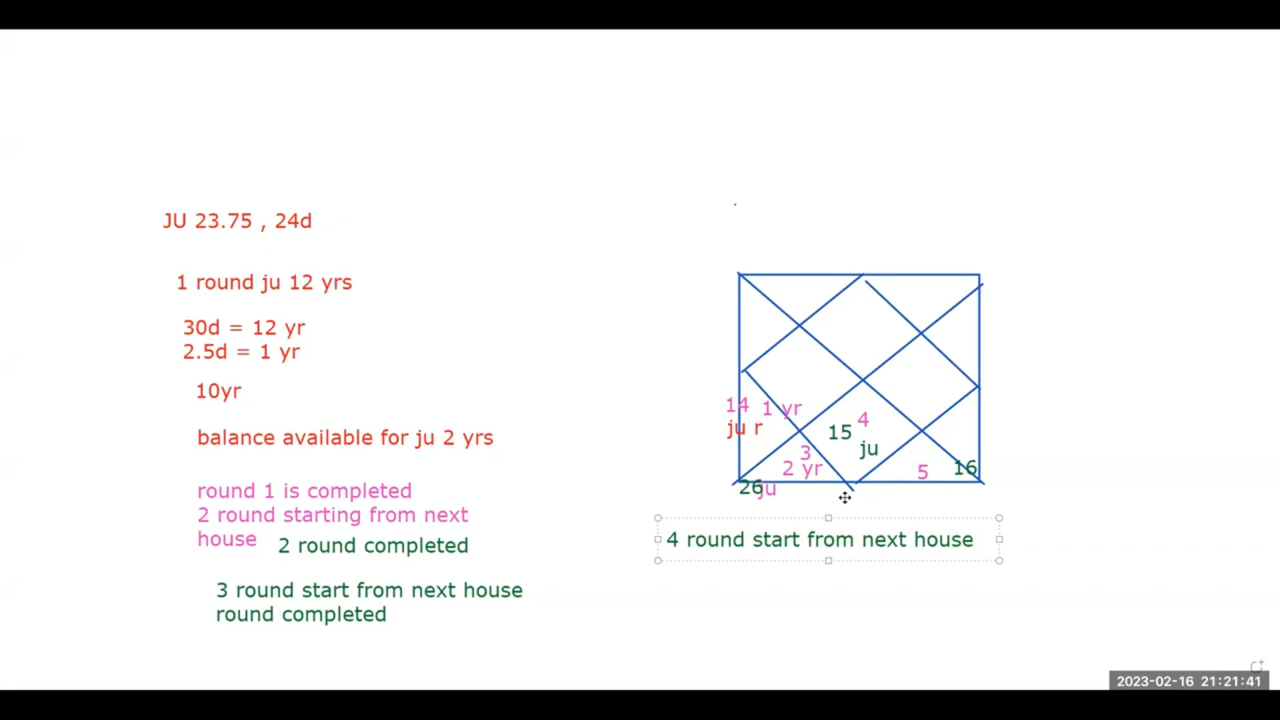 JU 23.75 , 24d
1 round ju 12 yrs
30d = 12 yr
2.5d = 1 yr
10yr
balance available for ju 2 yrs
round 1 is completed
2 round starting from next
house
2 round completed
3 round start from next house
round completed
14 1 yr
ju r
4
15
ju
3
2 yr
5 16
26 ju
4 round start from next house
2023-02-16 21:21:41